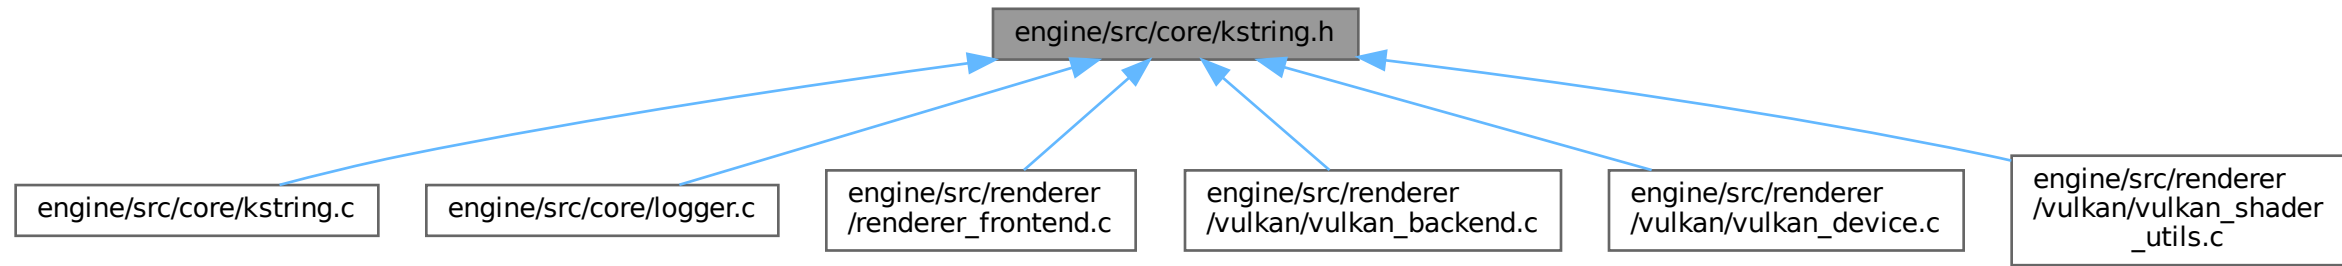 engine/src/core/kstring.h
engine/src/core/kstring.c
engine/src/core/logger.c
engine/src/renderer
/renderer_frontend.c
engine/src/renderer
/vulkan/vulkan_backend.c
engine/src/renderer
/vulkan/vulkan_device.c
engine/src/renderer
/vulkan/vulkan_shader
_utils.c